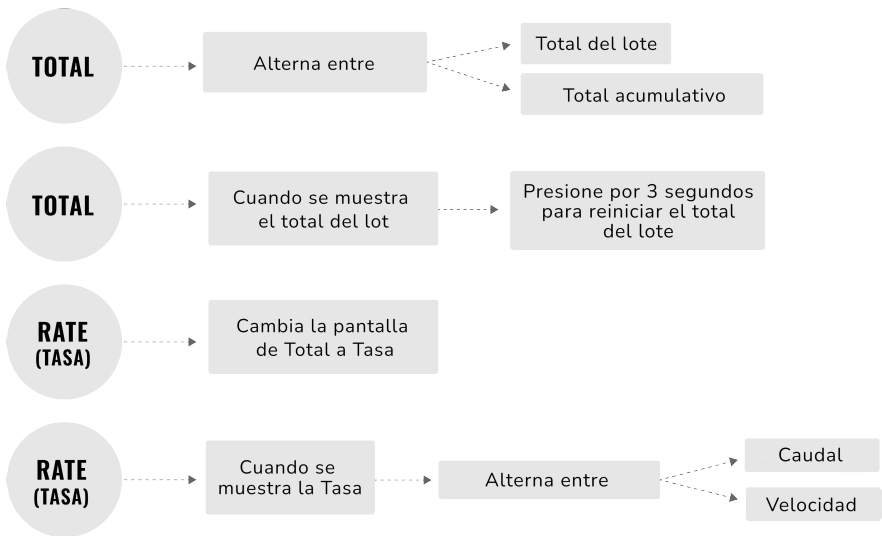 TOTAL
Alterna entre
Total del lote
Total acumulativo
TOTAL
Cuando se muestra
el total del lot
Presione por 3 segundos
para reiniciar el total
del lote
RATE
(TASA)
Cambia la pantalla
de Total a Tasa
RATE
(TASA)
Cuando se
muestra la Tasa
Alterna entre
Caudal
Velocidad